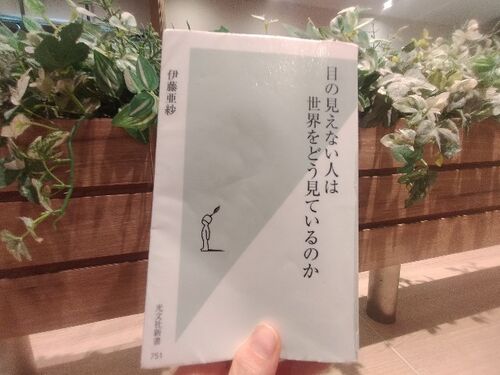 目の見えない人は
世界をどう見ているのか
伊藤亜紗
光文社新書
751